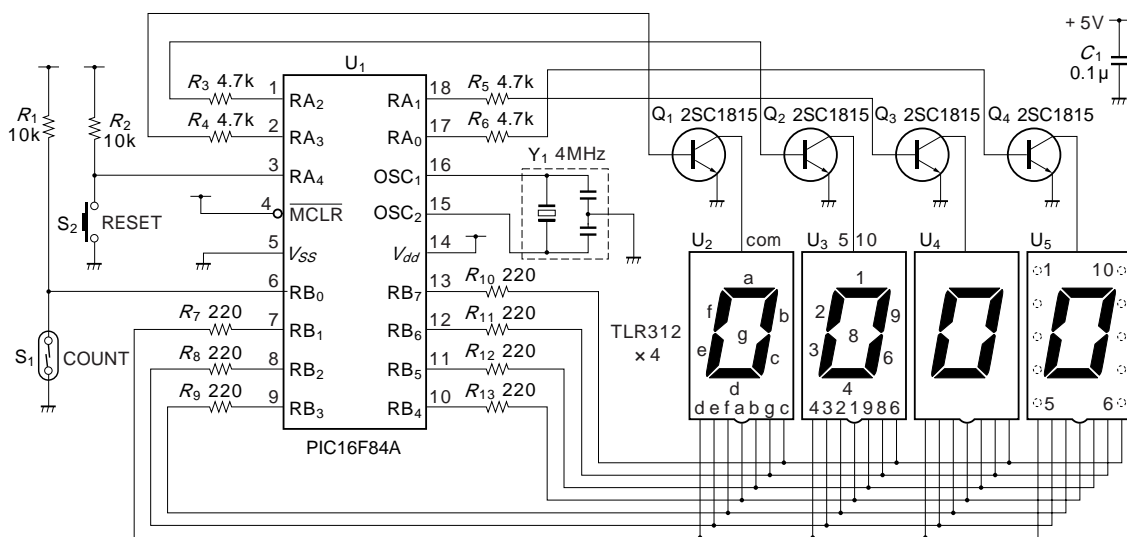 + 5V
C1
0.1μ
U1
R3 4.7k
R4 4.7k
R5 4.7k
R6 4.7k
R1
10k
R2
10k
1 RA2
2 RA3
3 RA4
4 MCLR
5 VSS
6 RB0
7 RB1
8 RB2
9 RB3
18 RA1
17 RA0
16 OSC1
15 OSC2
14 Vdd
13 RB7
12 RB6
11 RB5
10 RB4
PIC16F84A
Y1 4MHz
S2 RESET
S1 COUNT
R7 220
R8 220
R9 220
R10 220
R11 220
R12 220
R13 220
Q1 2SC1815
Q2 2SC1815
Q3 2SC1815
Q4 2SC1815
U2 com
U3 5 10
U4
U5
TLR312
×4
a
f b
g
e c
d
d e f a b g c
1
2 9
8
3 6
4
4 3 2 1 9 8 6
1 10
5 6